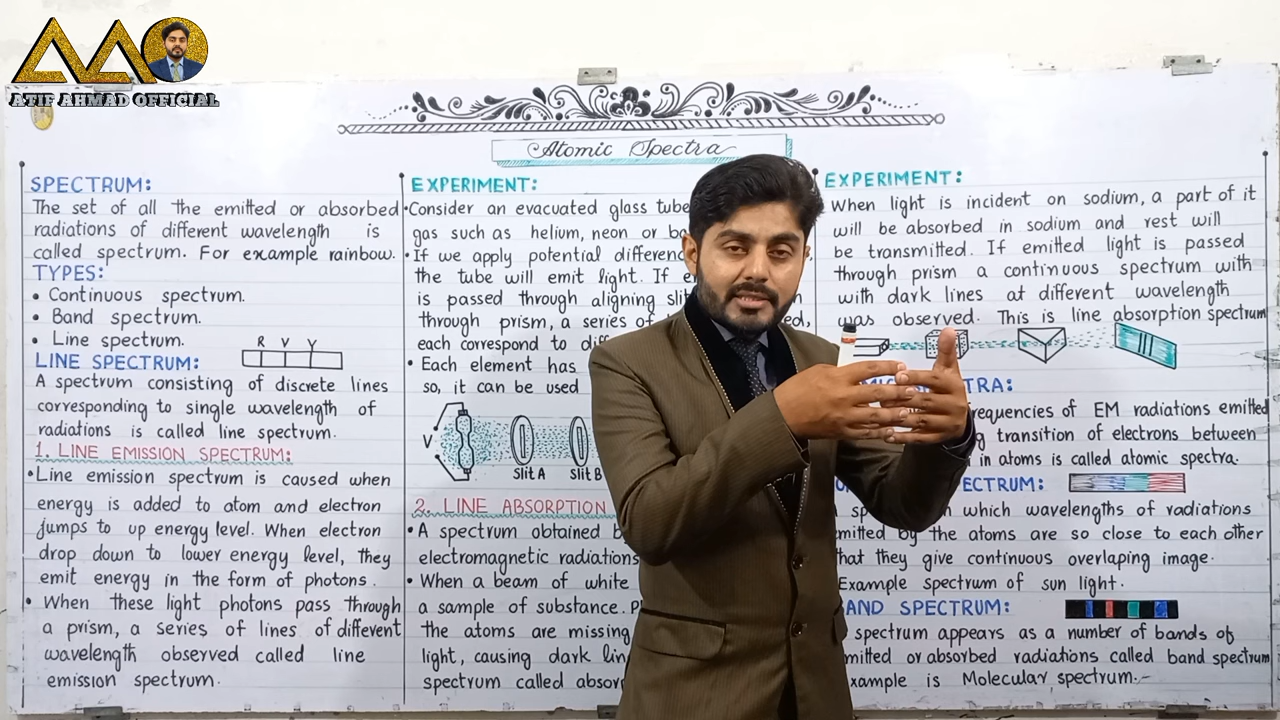 AAO
ATIF AHMAD OFFICIAL
Atomic Spectra
SPECTRUM:
The set of all the emitted or absorbed
radiations of different wavelength is
called spectrum. For example rainbow.
TYPES:
• Continuous spectrum.
• Band spectrum.
• Line spectrum.
R V Y
LINE SPECTRUM:
A spectrum consisting of discrete lines
corresponding to single wavelength of
radiations is called line spectrum.
1. LINE EMISSION SPECTRUM:
• Line emission spectrum is caused when
energy is added to atom and electron
jumps to up energy level. When electron
drop down to lower energy level, they
emit energy in the form of photons.
• When these light photons pass through
a prism, a series of lines of different
wavelength observed called line
emission spectrum.
EXPERIMENT:
• Consider an evacuated glass tube
gas such as helium, neon or
• If we apply potential
the tube will emit light. If
is passed through aligning
through prism, a series of
each correspond to
• Each element has
so, it can be used
V
Slit A Slit B
2. LINE ABSORPTION
• A spectrum obtained
electromagnetic radiations
• When a beam of white
a sample of substance.
the atoms are missing
light, causing dark
spectrum called
EXPERIMENT:
When light is incident on sodium, a part of it
will be absorbed in sodium and rest will
be transmitted. If emitted light is passed
through prism a continuous spectrum with
with dark lines at different wavelength
was observed. This is line absorption spectrum
frequencies of EM radiations emitted
transition of electrons between
in atoms is called atomic spectra.
in which wavelengths of radiations
by the atoms are so close to each other
that they give continuous overlaping image.
Example spectrum of sun light.
BAND SPECTRUM:
spectrum appears as a number of bands of
or absorbed radiations called band spectrum
is Molecular spectrum.-